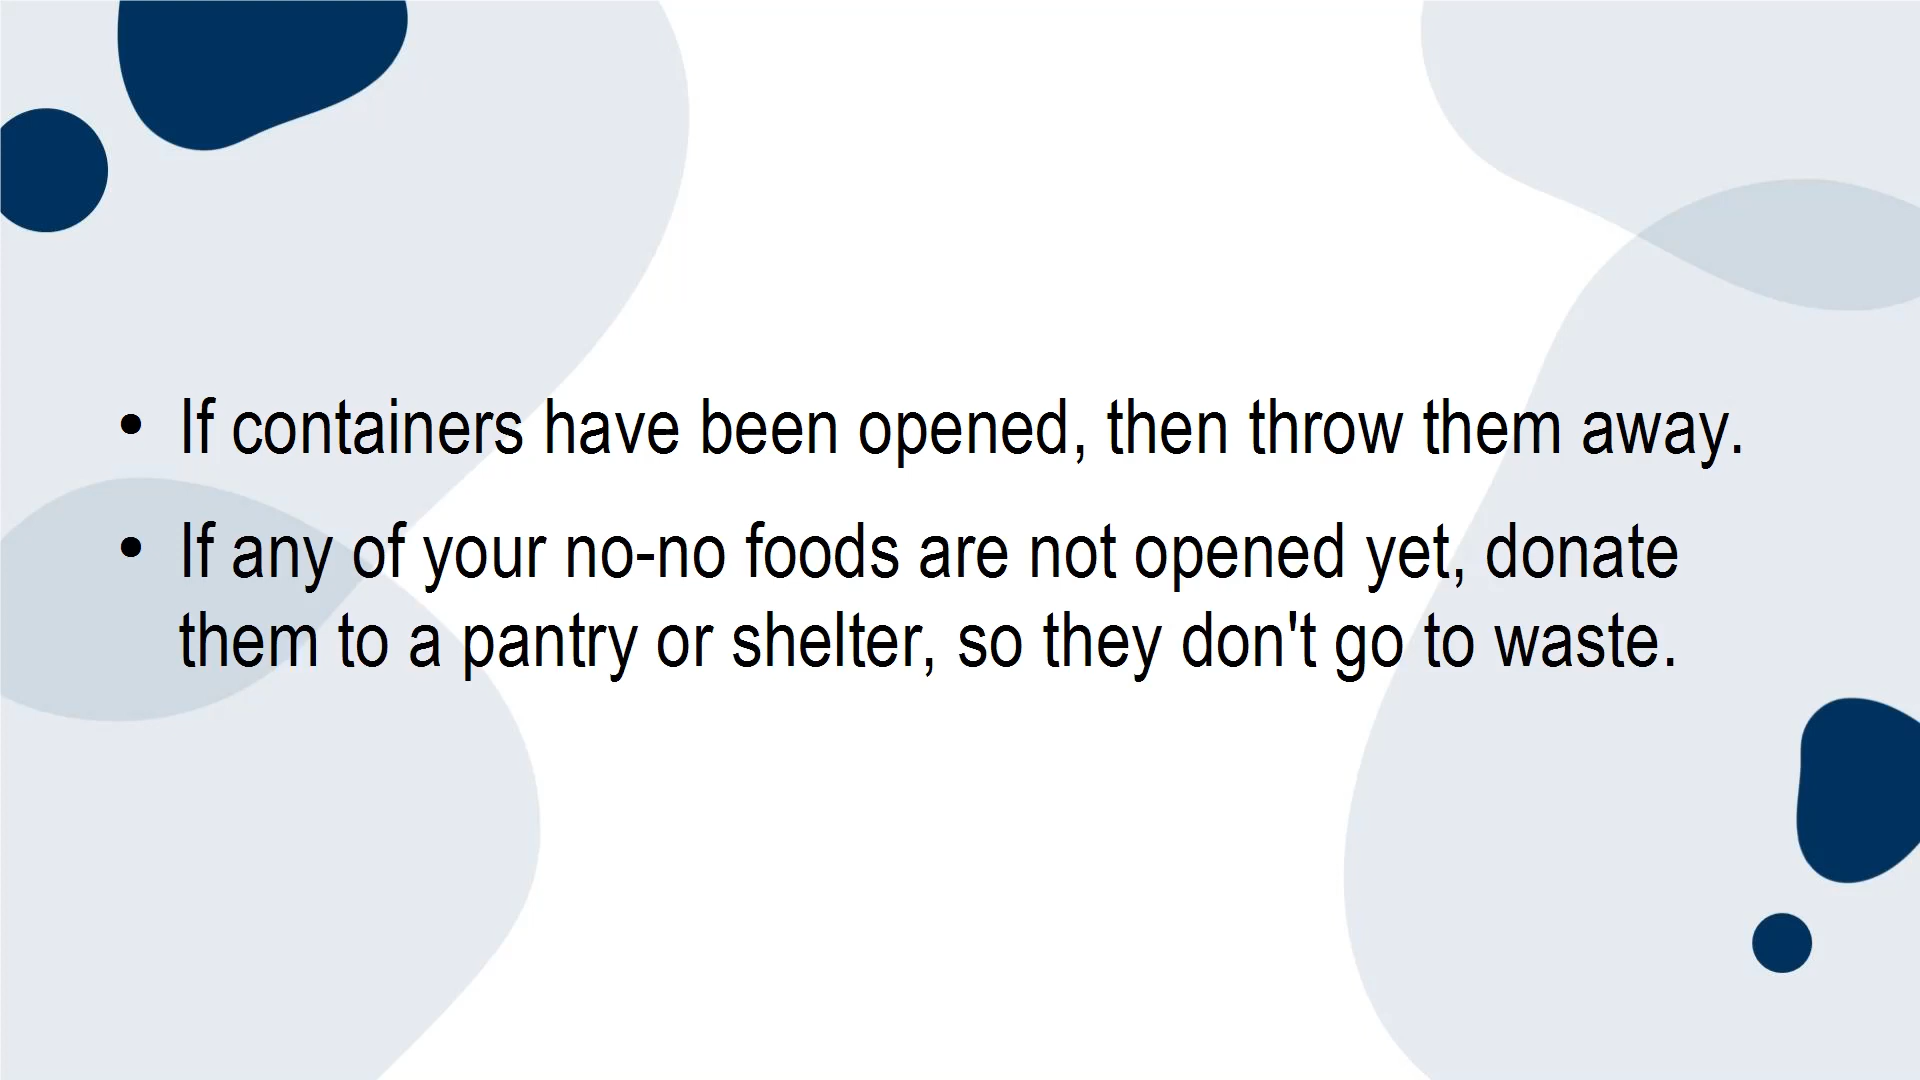 • If containers have been opened, then throw them away.
• If any of your no-no foods are not opened yet, donate
them to a pantry or shelter, so they don't go to waste.